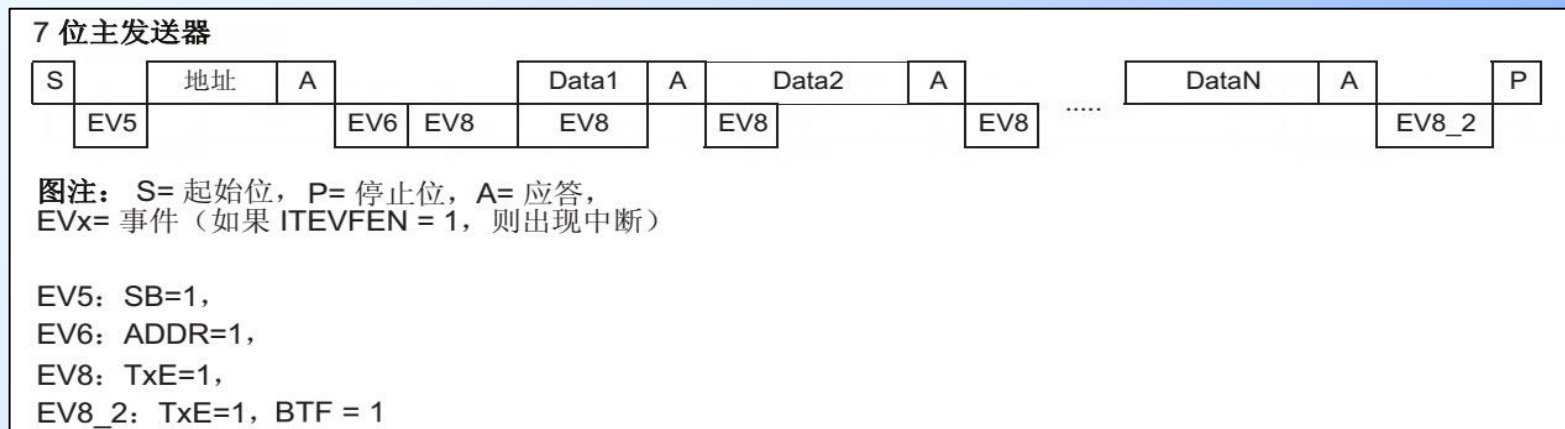 7 位主发送器
S 地址 A Data1 A Data2 A ..... DataN A P
EV5 EV6 EV8 EV8 EV8 EV8 EV8_2
图注： S= 起始位， P= 停止位，A= 应答，
EVx= 事件（如果 ITEVFEN = 1，则出现中断）
EV5：SB=1，
EV6：ADDR=1，
EV8：TxE=1，
EV8_2：TxE=1，BTF = 1